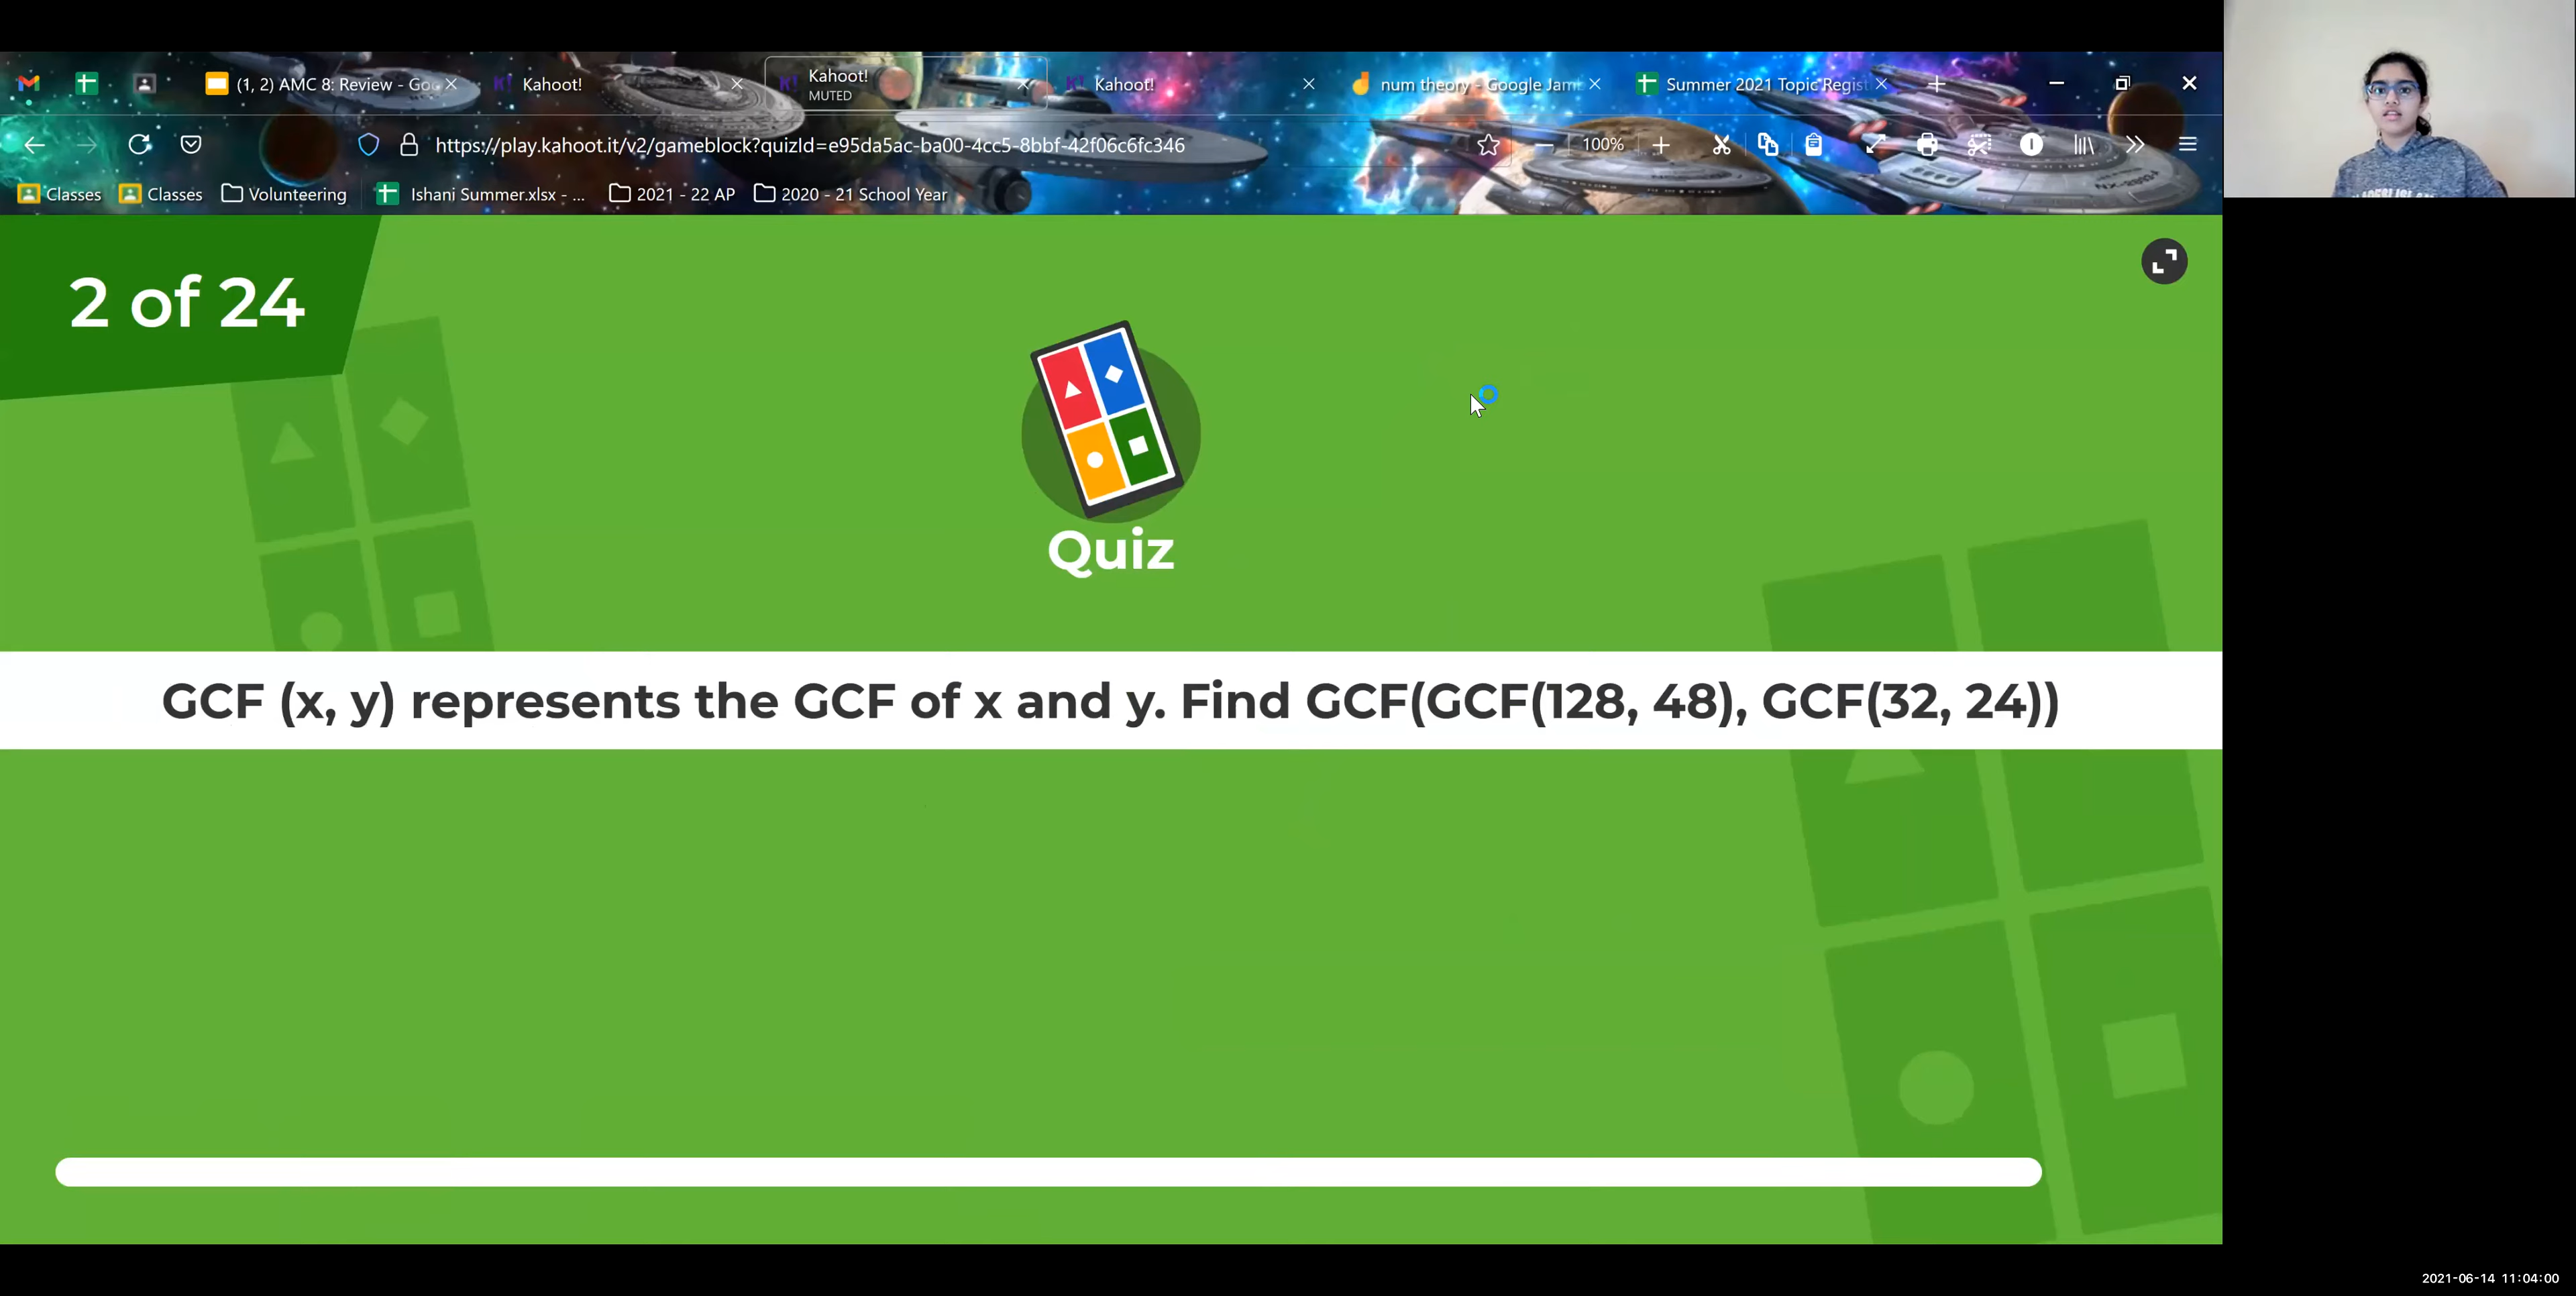 (1, 2) AMC 8: Review - Goo
Kahoot!
Kahoot!
MUTED
Kahoot!
num theory - Google Jam
Summer 2021 Topic Regist
https://play.kahoot.it/v2/gameblock?quizId=e95da5ac-ba00-4cc5-8bbf-42f06c6fc346
100%
Classes
Classes
Volunteering
Ishani Summer.xlsx - ...
2021 - 22 AP
2020 - 21 School Year
2 of 24
Quiz
GCF (x, y) represents the GCF of x and y. Find GCF(GCF(128, 48), GCF(32, 24))
2021-06-14 11:04:00